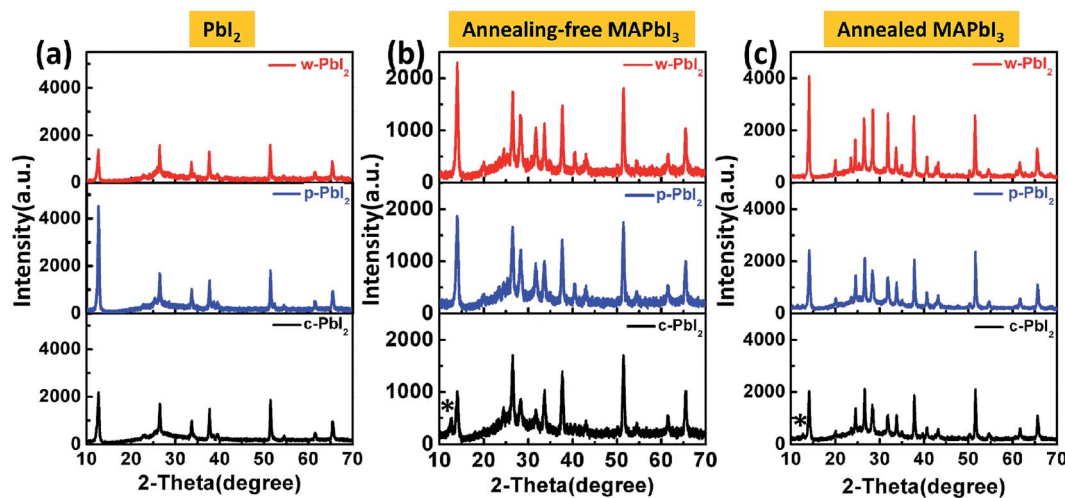 PbI₂
Annealing-free MAPbI₃
Annealed MAPbI₃
(a)
(b)
(c)
w-PbI₂
p-PbI₂
c-PbI₂
4000
2000
0
4000
2000
0
4000
2000
0
10 20 30 40 50 60 70
2-Theta(degree)
Intensity(a.u.)
w-PbI₂
p-PbI₂
c-PbI₂
2000
1000
0
2000
1000
0
2000
1000
0
*
10 20 30 40 50 60 70
2-Theta(degree)
Intensity(a.u.)
w-PbI₂
p-PbI₂
c-PbI₂
4000
2000
0
4000
2000
0
4000
2000
0
*
10 20 30 40 50 60 70
2-Theta(degree)
Intensity(a.u.)